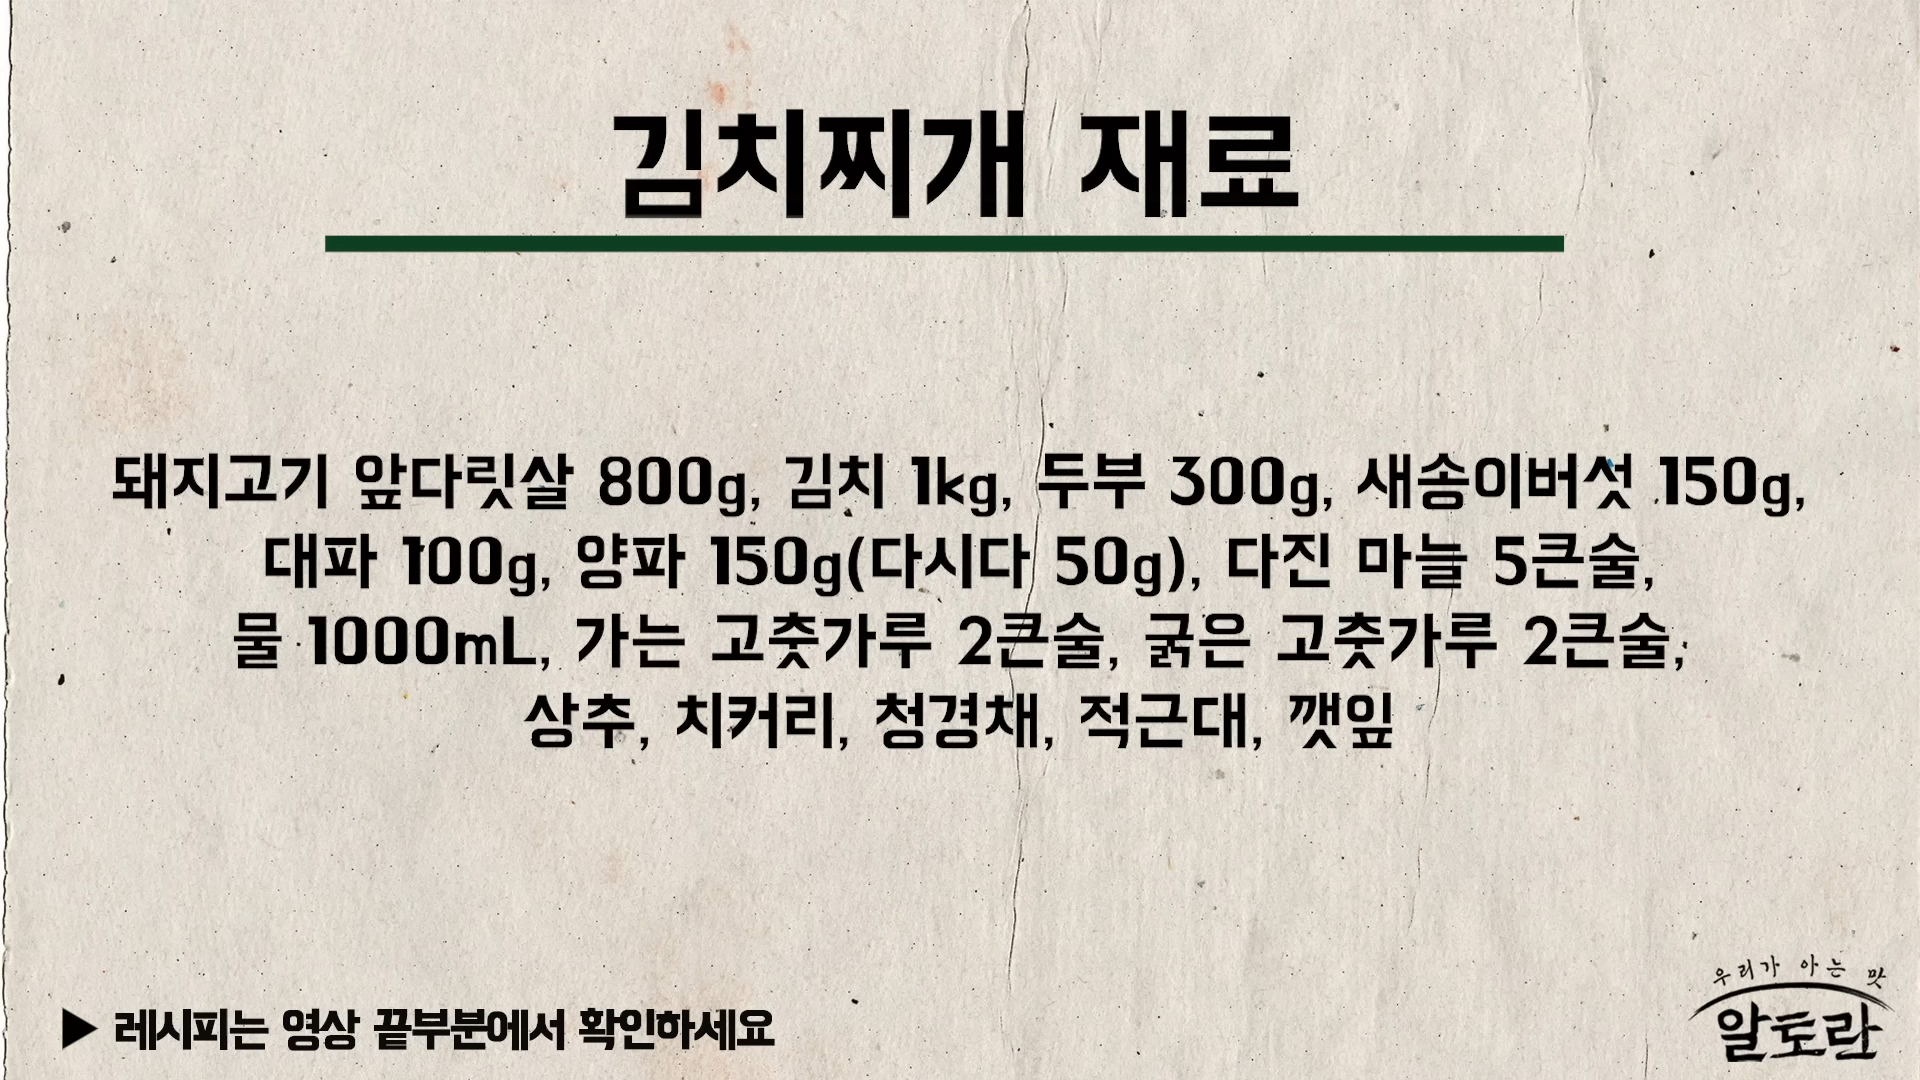 김치찌개 재료
돼지고기 앞다릿살 800g, 김치 1kg, 두부 300g, 새송이버섯 150g,
대파 100g, 양파 150g(다시다 50g), 다진 마늘 5큰술,
물 1000mL, 가는 고춧가루 2큰술, 굵은 고춧가루 2큰술,
상추, 치커리, 청경채, 적근대, 깻잎
▶ 레시피는 영상 끝부분에서 확인하세요
우리가 아는 맛
알토란